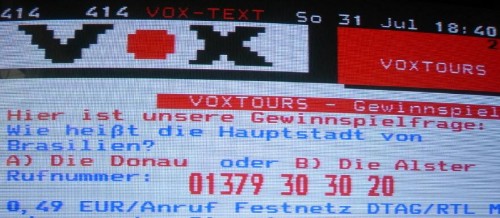 414 414 VOX-TEXT So 31 Jul 18:40
VOX
VOXTOURS
VOXTOURS - Gewinnspiel
Hier ist unsere Gewinnspielfrage:
Wie heißt die Hauptstadt von
Brasilien?
A) Die Donau oder B) Die Alster
Rufnummer: 01379 30 30 20
0,49 EUR/Anruf Festnetz DTAG/RTL